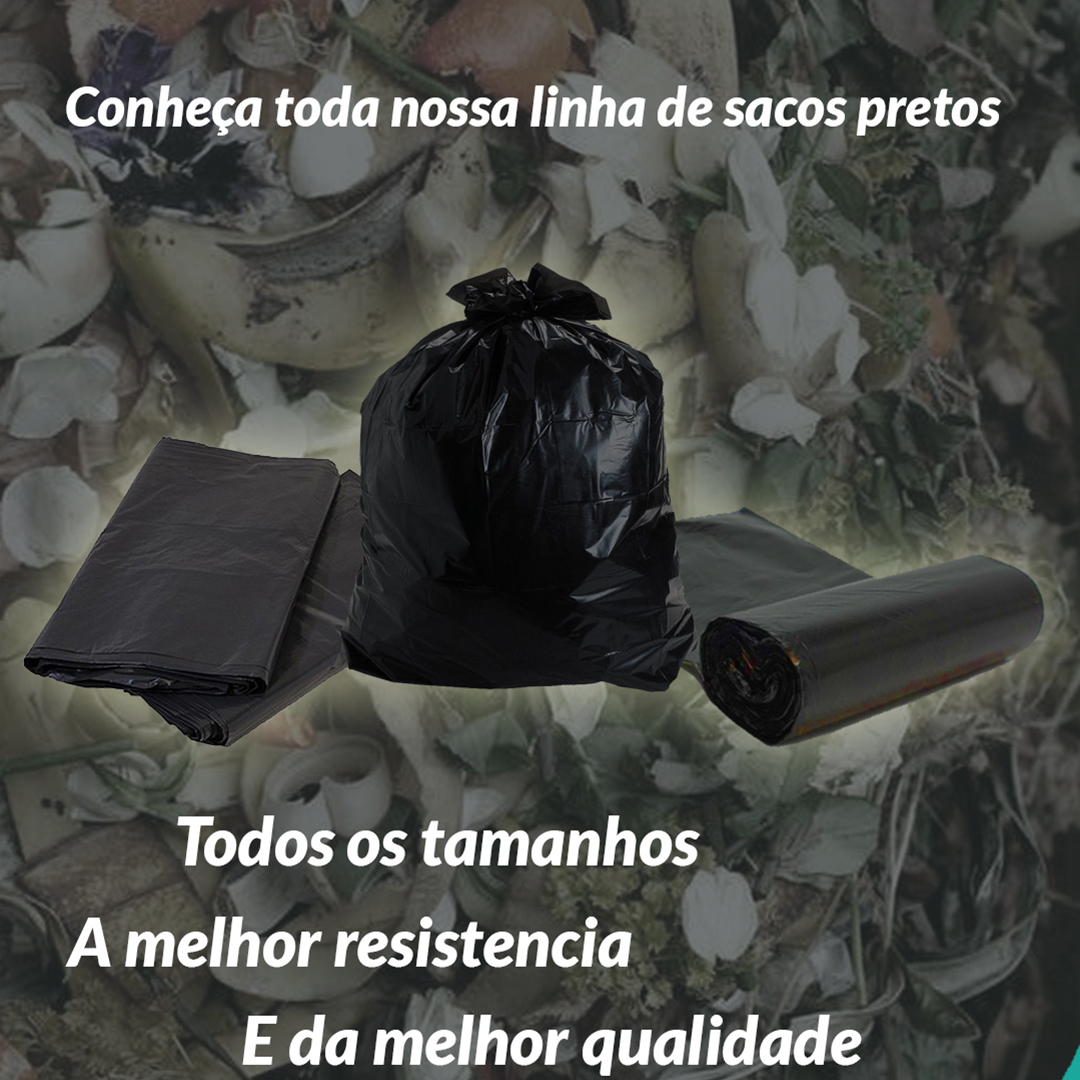 Conheça toda nossa linha de sacos pretos
Todos os tamanhos
A melhor resistencia
E da melhor qualidade